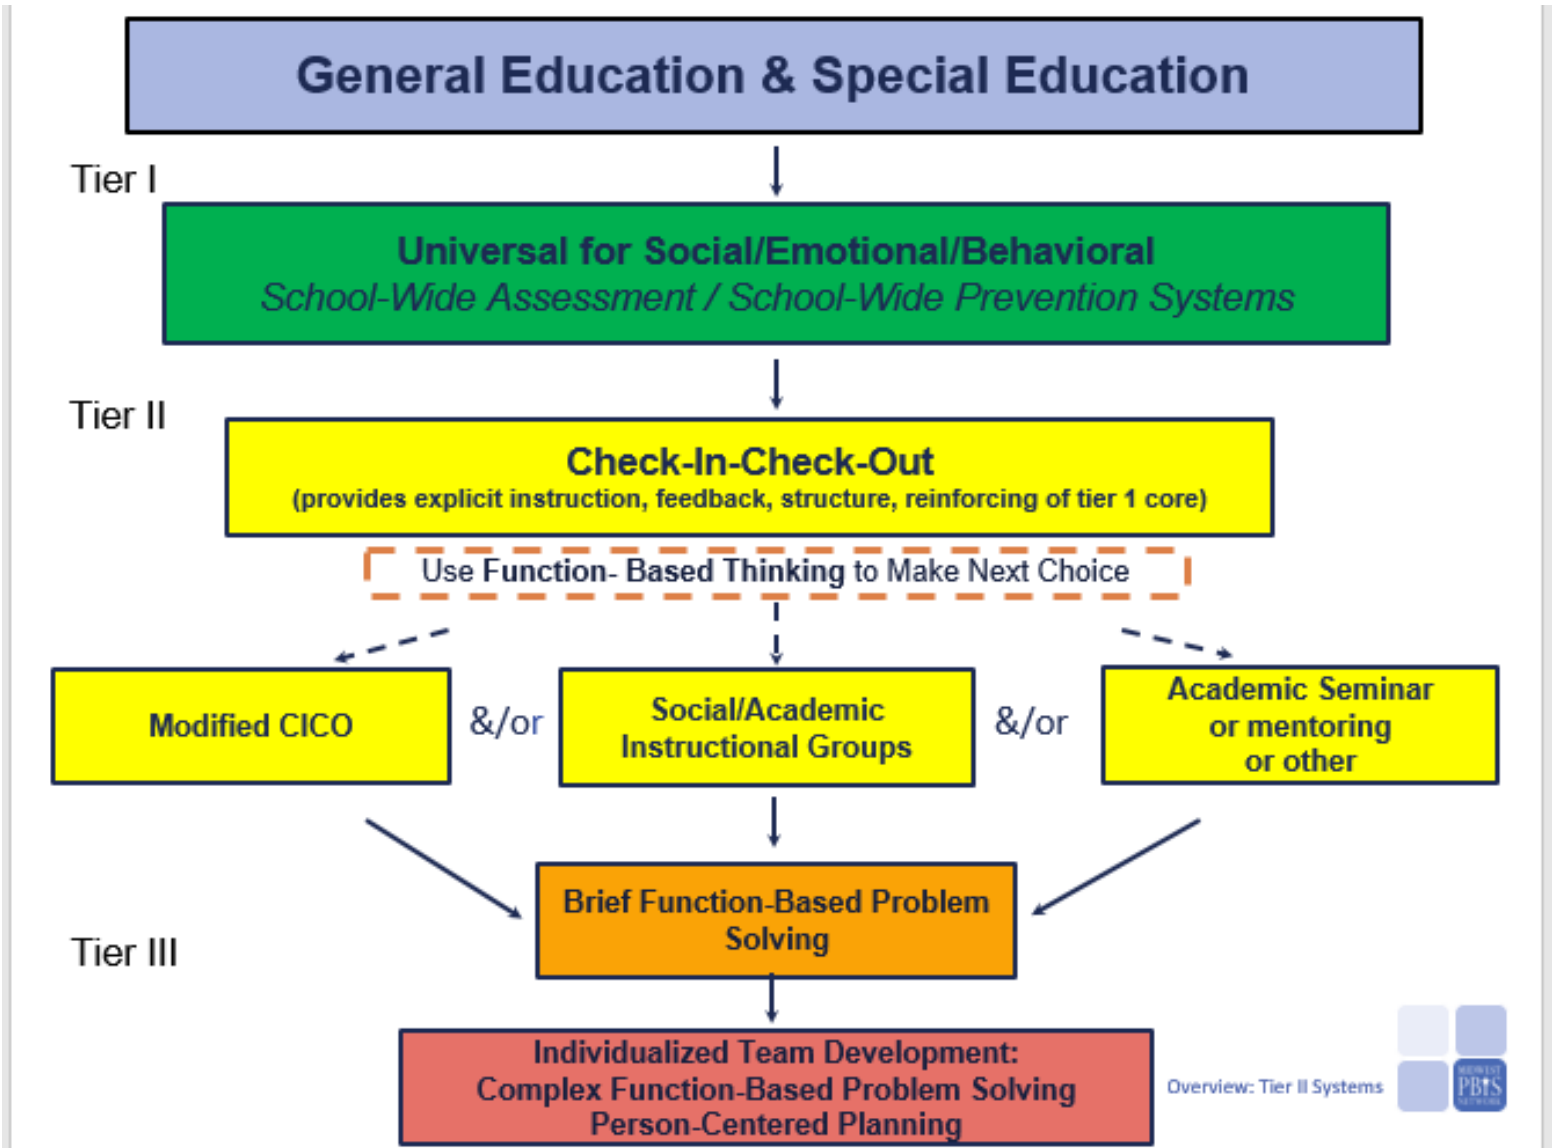 General Education & Special Education
Tier I
Universal for Social/Emotional/Behavioral
School-Wide Assessment / School-Wide Prevention Systems
Tier II
Check-In-Check-Out
(provides explicit instruction, feedback, structure, reinforcing of tier 1 core)
Use Function- Based Thinking to Make Next Choice
Modified CICO
&/or
Social/Academic
Instructional Groups
&/or
Academic Seminar
or mentoring
or other
Brief Function-Based Problem
Solving
Tier III
Individualized Team Development:
Complex Function-Based Problem Solving
Person-Centered Planning
Overview: Tier II Systems
MIDWEST
PBIS
NETWORK